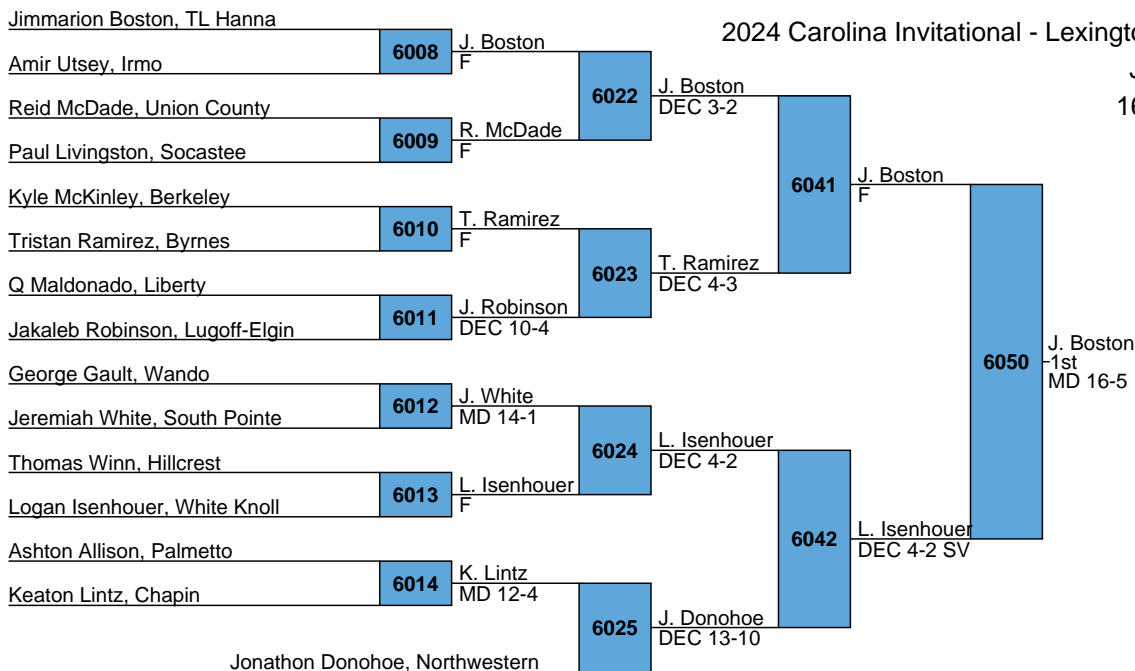 Jimmarion Boston, TL Hanna
Amir Utsey, Irmo
Reid McDade, Union County
Paul Livingston, Socastee
Kyle McKinley, Berkeley
Tristan Ramirez, Byrnes
Q Maldonado, Liberty
Jakaleb Robinson, Lugoff-Elgin
George Gault, Wando
Jeremiah White, South Pointe
Thomas Winn, Hillcrest
Logan Isenhouer, White Knoll
Ashton Allison, Palmetto
Keaton Lintz, Chapin
Jonathon Donohoe, Northwestern
6008
J. Boston
F
6009
R. McDade
F
6010
T. Ramirez
F
6011
J. Robinson
DEC 10-4
6012
J. White
MD 14-1
6013
L. Isenhouer
F
6014
K. Lintz
MD 12-4
6022
J. Boston
DEC 3-2
6023
T. Ramirez
DEC 4-3
6024
L. Isenhouer
DEC 4-2
6025
J. Donohoe
DEC 13-10
6041
J. Boston
F
6042
L. Isenhouer
DEC 4-2 SV
6050
J. Boston
1st
MD 16-5
2024 Carolina Invitational - Lexingto
16